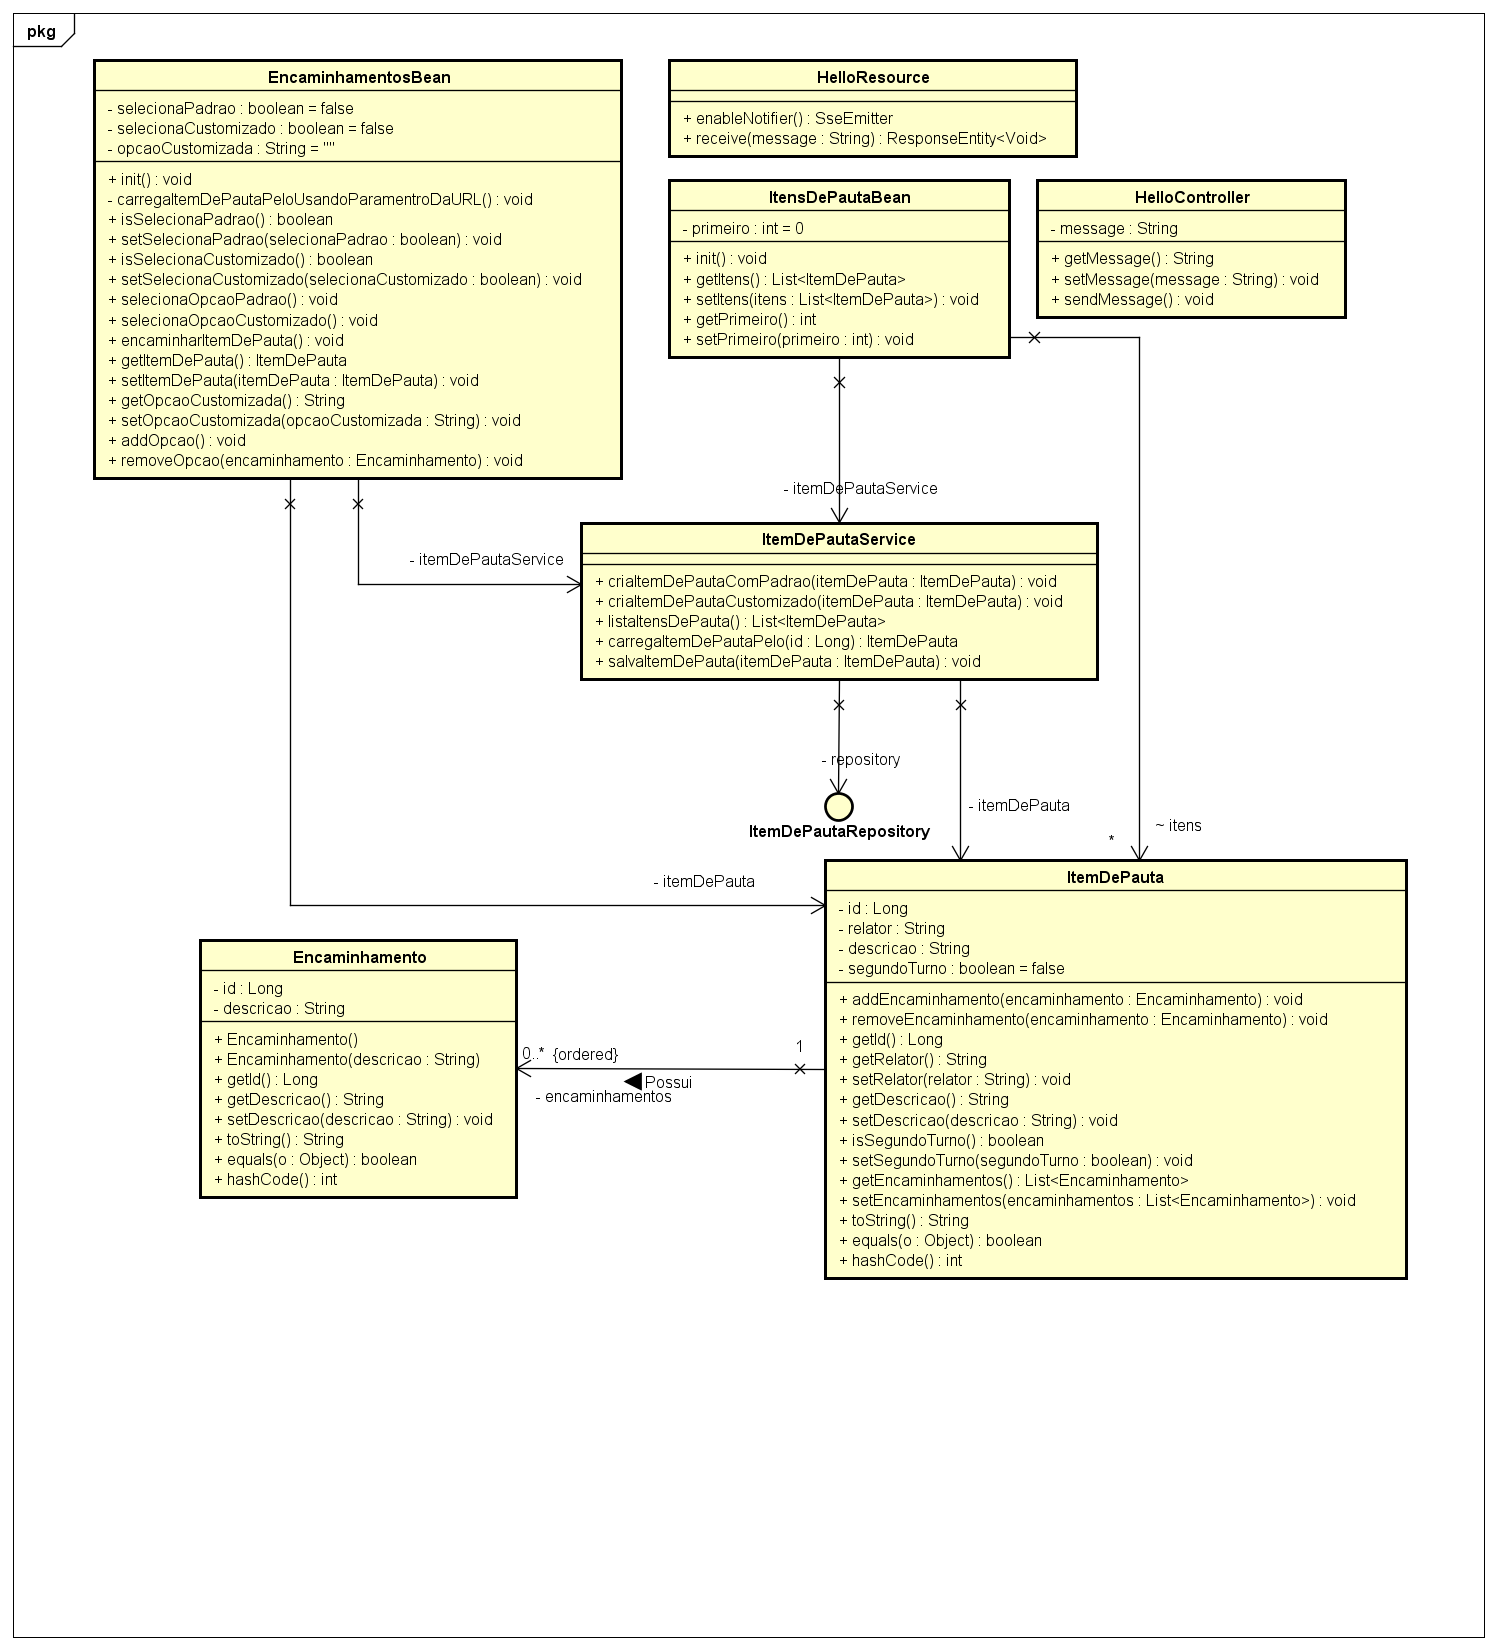 pkg
EncaminhamentosBean
- selecionaPadrao : boolean = false
- selecionaCustomizado : boolean = false
- opcaoCustomizada : String = ""
+ init() : void
- carregaItemDePautaPeloUsandoParamentroDaURL() : void
+ isSelecionaPadrao() : boolean
+ setSelecionaPadrao(selecionaPadrao : boolean) : void
+ isSelecionaCustomizado() : boolean
+ setSelecionaCustomizado(selecionaCustomizado : boolean) : void
+ selecionaOpcaoPadrao() : void
+ selecionaOpcaoCustomizado() : void
+ encaminharItemDePauta() : void
+ getItemDePauta() : ItemDePauta
+ setItemDePauta(itemDePauta : ItemDePauta) : void
+ getOpcaoCustomizada() : String
+ setOpcaoCustomizada(opcaoCustomizada : String) : void
+ addOpcao() : void
+ removeOpcao(encaminhamento : Encaminhamento) : void
HelloResource
+ enableNotifier() : SseEmitter
+ receive(message : String) : ResponseEntity<Void>
ItensDePautaBean
- primeiro : int = 0
+ init() : void
+ getItens() : List<ItemDePauta>
+ setItens(itens : List<ItemDePauta>) : void
+ getPrimeiro() : int
+ setPrimeiro(primeiro : int) : void
HelloController
- message : String
+ getMessage() : String
+ setMessage(message : String) : void
+ sendMessage() : void
- itemDePautaService
- itemDePautaService
ItemDePautaService
+ criaItemDePautaComPadrao(itemDePauta : ItemDePauta) : void
+ criaItemDePautaCustomizado(itemDePauta : ItemDePauta) : void
+ listaItensDePauta() : List<ItemDePauta>
+ carregaItemDePautaPelo(id : Long) : ItemDePauta
+ salvaItemDePauta(itemDePauta : ItemDePauta) : void
- repository
ItemDePautaRepository
- itemDePauta
~ itens
*
- itemDePauta
ItemDePauta
- id : Long
- relator : String
- descricao : String
- segundoTurno : boolean = false
+ addEncaminhamento(encaminhamento : Encaminhamento) : void
+ removeEncaminhamento(encaminhamento : Encaminhamento) : void
+ getId() : Long
+ getRelator() : String
+ setRelator(relator : String) : void
+ getDescricao() : String
+ setDescricao(descricao : String) : void
+ isSegundoTurno() : boolean
+ setSegundoTurno(segundoTurno : boolean) : void
+ getEncaminhamentos() : List<Encaminhamento>
+ setEncaminhamentos(encaminhamentos : List<Encaminhamento>) : void
+ toString() : String
+ equals(o : Object) : boolean
+ hashCode() : int
Encaminhamento
- id : Long
- descricao : String
+ Encaminhamento()
+ Encaminhamento(descricao : String)
+ getId() : Long
+ getDescricao() : String
+ setDescricao(descricao : String) : void
+ toString() : String
+ equals(o : Object) : boolean
+ hashCode() : int
0..* {ordered}
1
Possui
- encaminhamentos